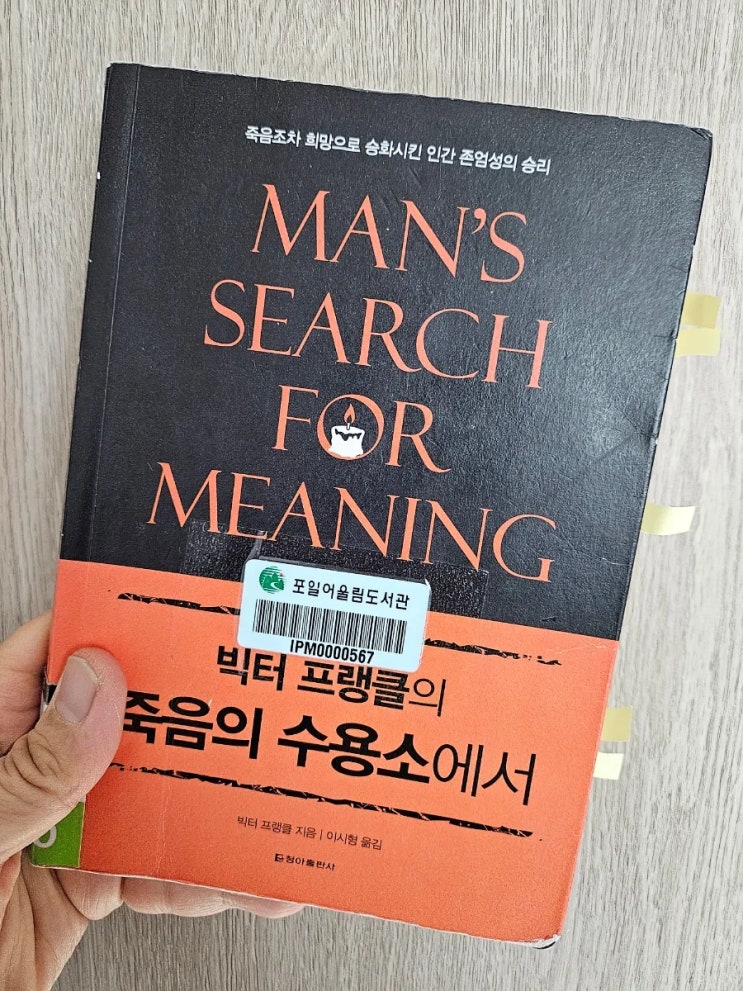 죽음조차 희망으로 승화시킨 인간 존엄성의 승리
MAN'S
SEARCH
FOR
MEANING
포일어울림도서관
IPM0000567
빅터 프랭클의
죽음의 수용소에서
빅터 프랭클 지음 | 이시형 옮김
청아출판사